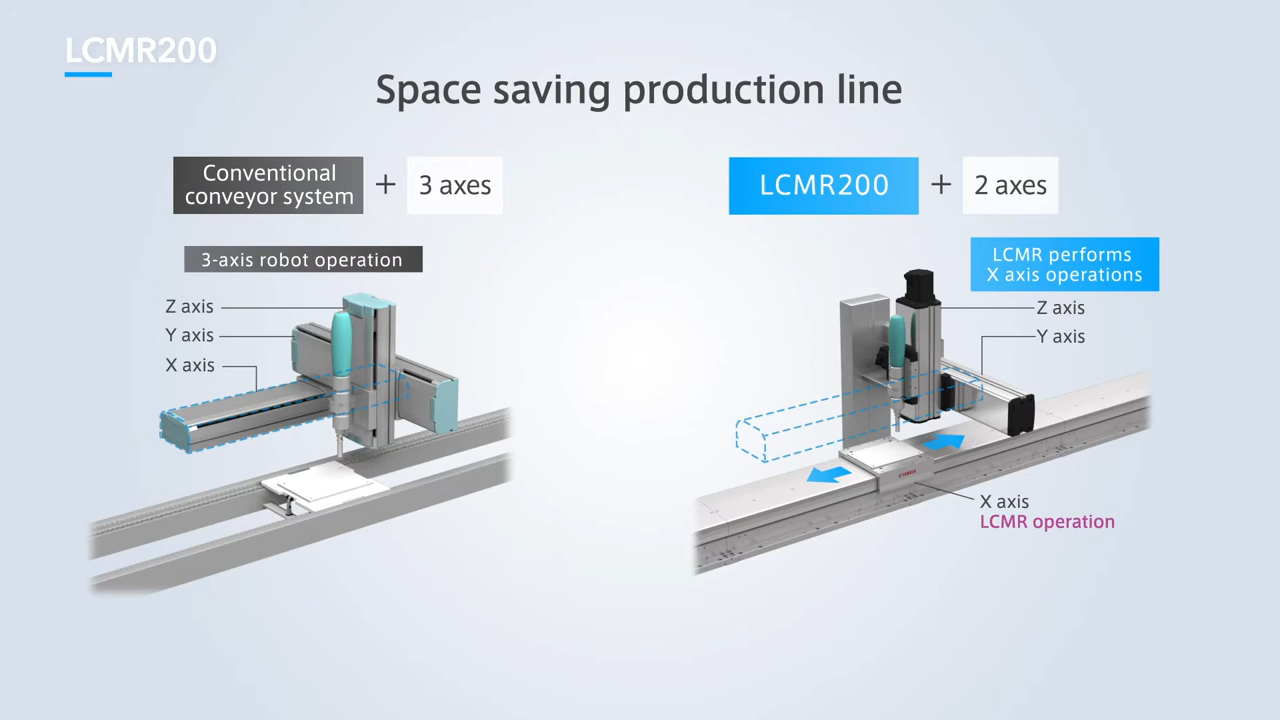 LCMR200
Space saving production line
Conventional
conveyor system
+
3 axes
3-axis robot operation
Z axis
Y axis
X axis
LCMR200
+
2 axes
LCMR performs
X axis operations
Z axis
Y axis
YAMAHA
X axis
LCMR operation